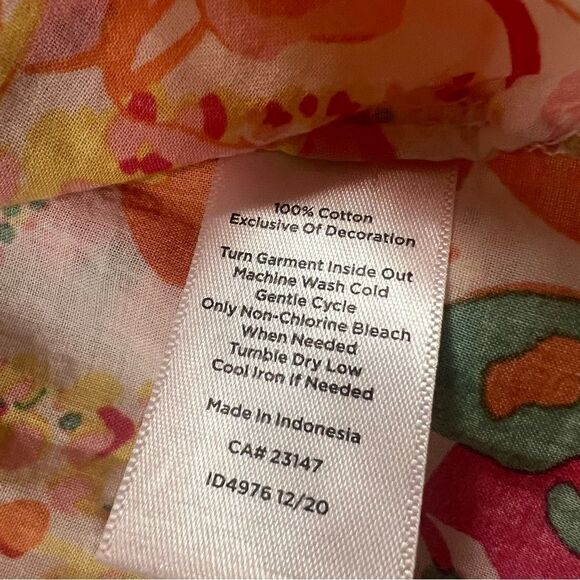 100% Cotton
Exclusive Of Decoration
Turn Garment Inside Out
Machine Wash Cold
Gentle Cycle
Only Non-Chlorine Bleach
When Needed
Tumble Dry Low
Cool Iron If Needed
Made In Indonesia
CA# 23147
ID4976 12/20